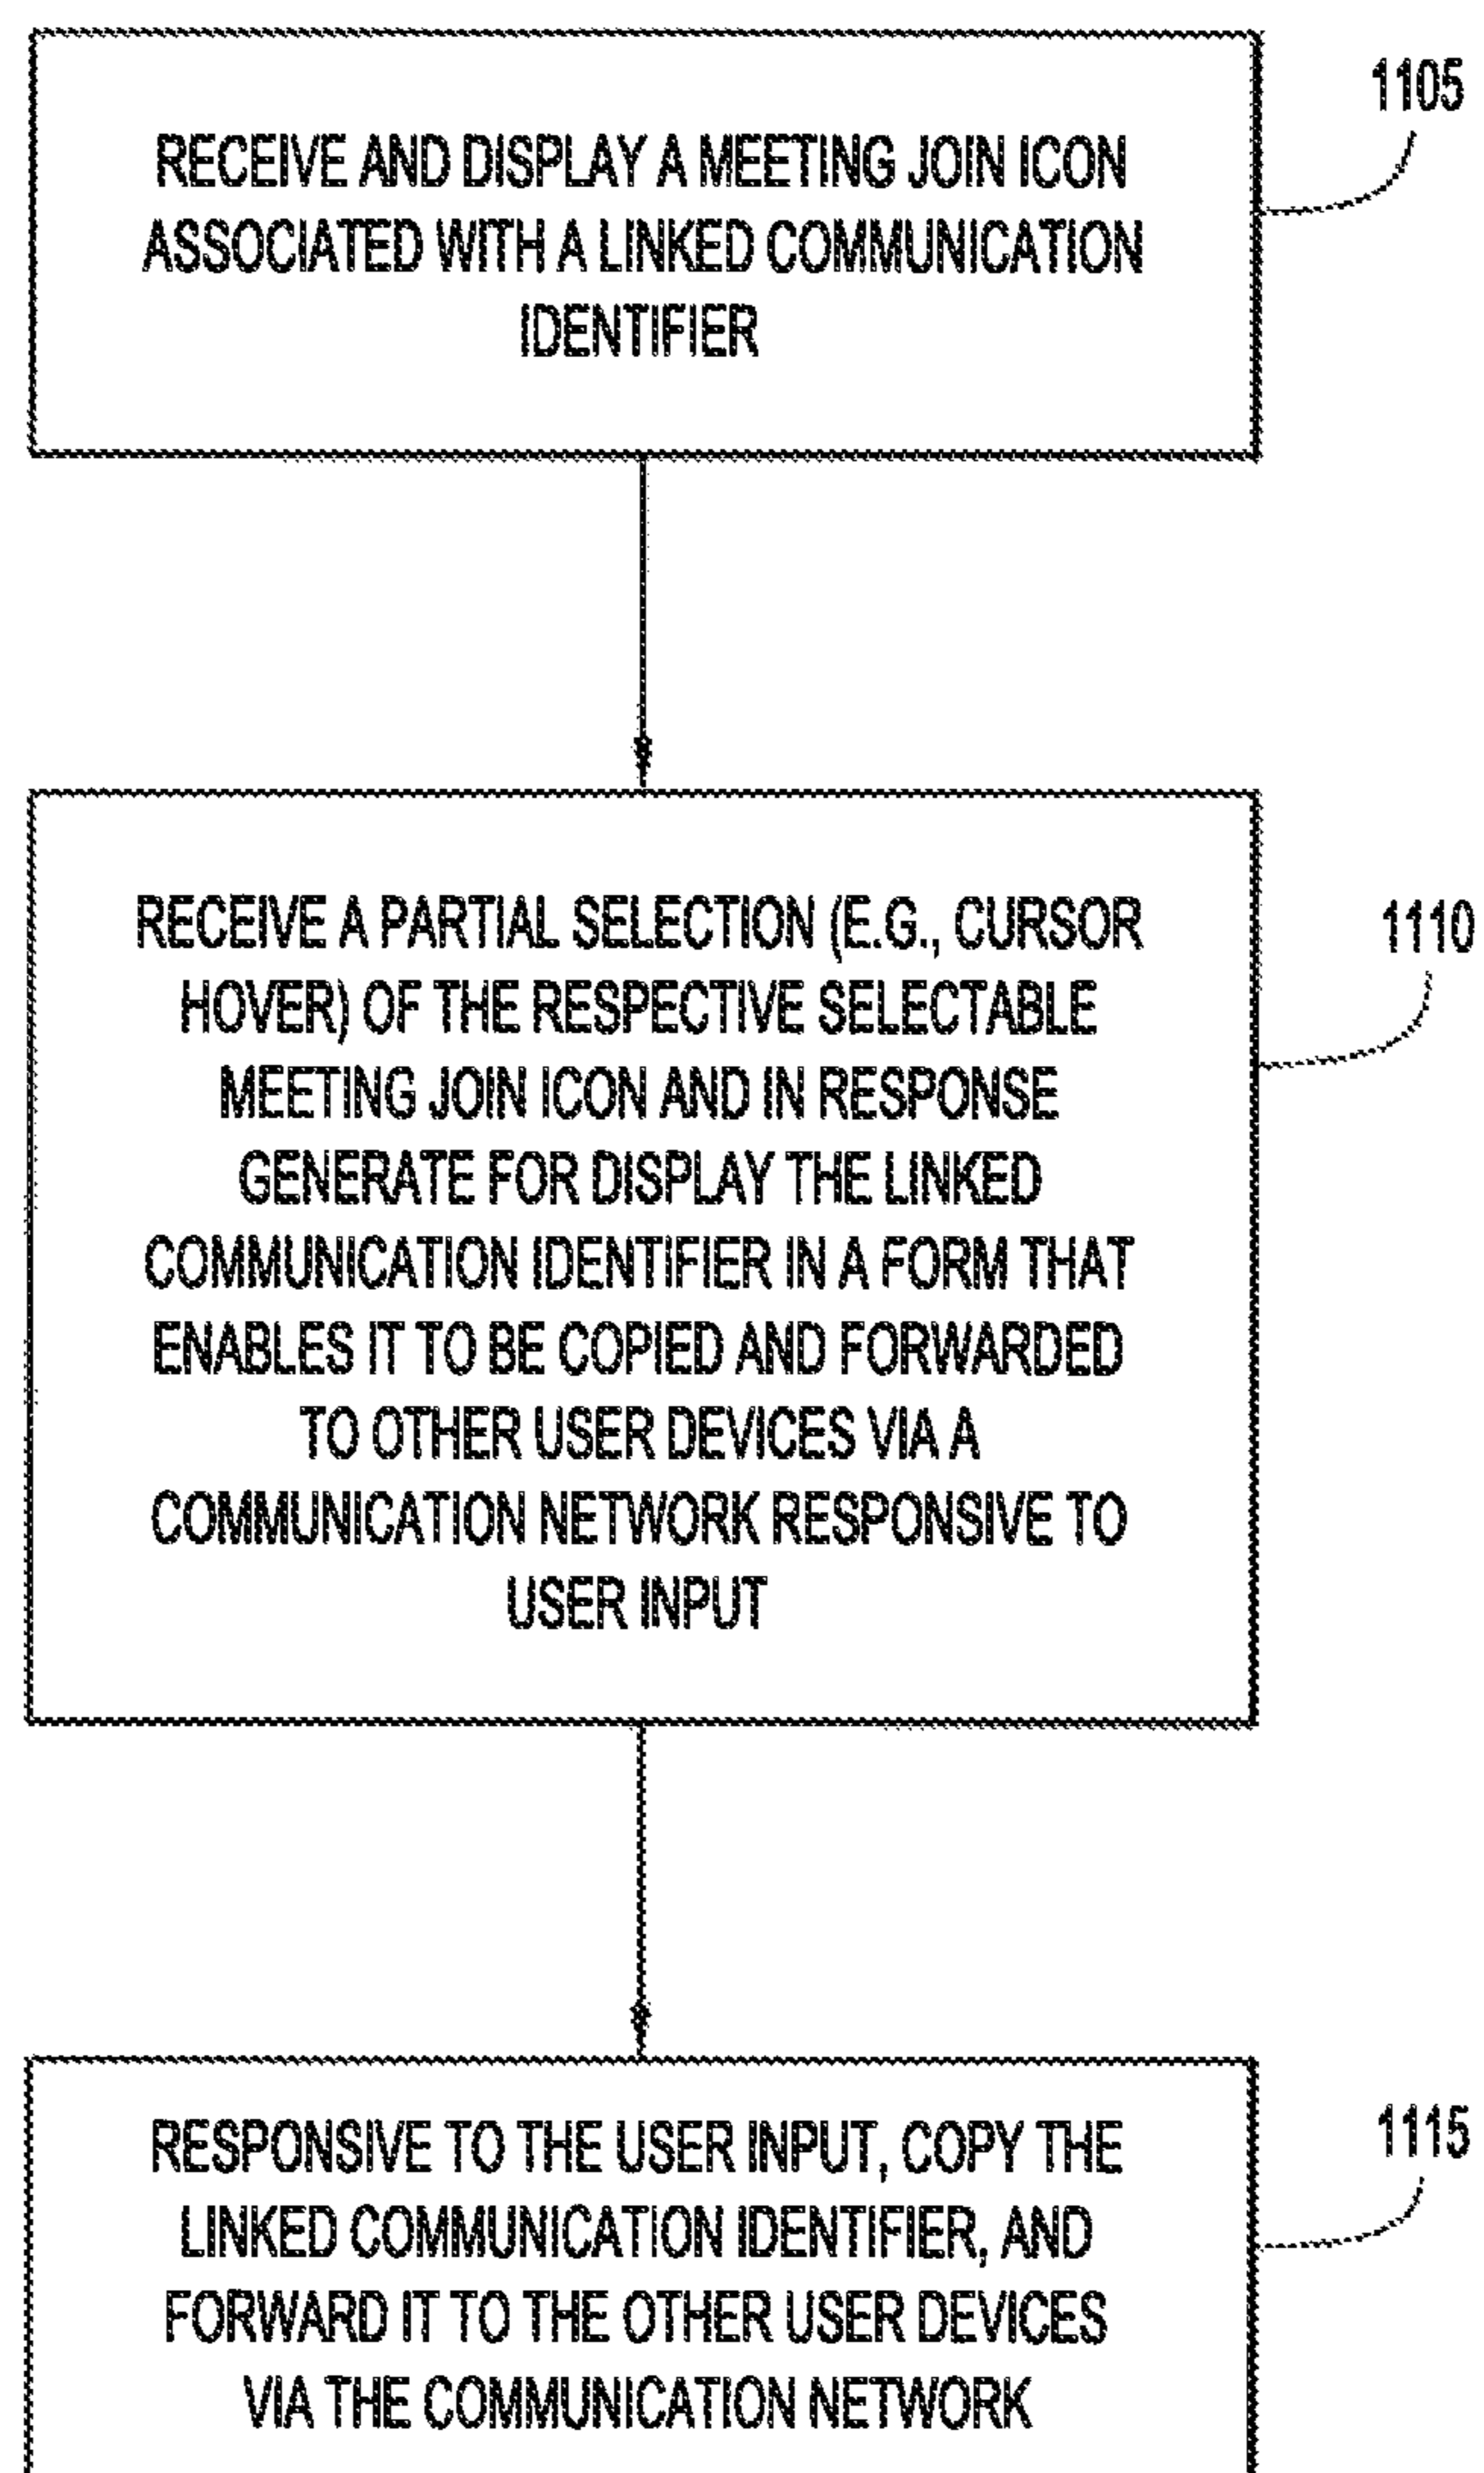 RECEIVE AND DISPLAY A MEETING JOIN ICON
ASSOCIATED WITH A LINKED COMMUNICATION
IDENTIFIER
1105
RECEIVE A PARTIAL SELECTION (E.G., CURSOR
HOVER) OF THE RESPECTIVE SELECTABLE
MEETING JOIN ICON AND IN RESPONSE
GENERATE FOR DISPLAY THE LINKED
COMMUNICATION IDENTIFIER IN A FORM THAT
ENABLES IT TO BE COPIED AND FORWARDED
TO OTHER USER DEVICES VIA A
COMMUNICATION NETWORK RESPONSIVE TO
USER INPUT
1110
RESPONSIVE TO THE USER INPUT, COPY THE
LINKED COMMUNICATION IDENTIFIER, AND
FORWARD IT TO THE OTHER USER DEVICES
VIA THE COMMUNICATION NETWORK
1115